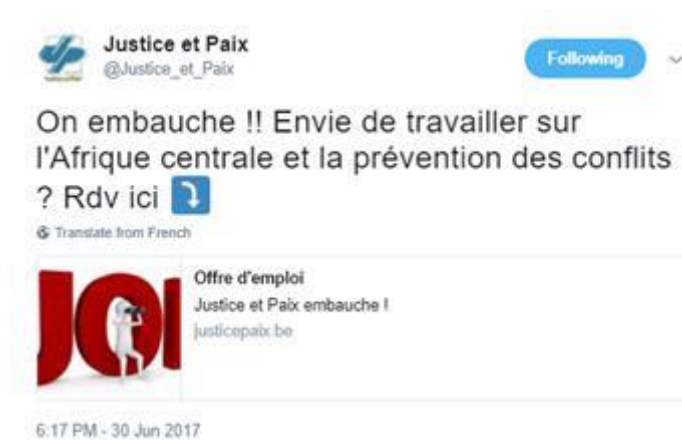 Justice et Paix
@Justice_et_Paix
Following
On embauche !! Envie de travailler sur
l'Afrique centrale et la prévention des conflits
? Rdv ici ⤵
Translate from French
JOB
Offre d'emploi
Justice et Paix embauche !
justicepaix.be
6:17 PM - 30 Jun 2017